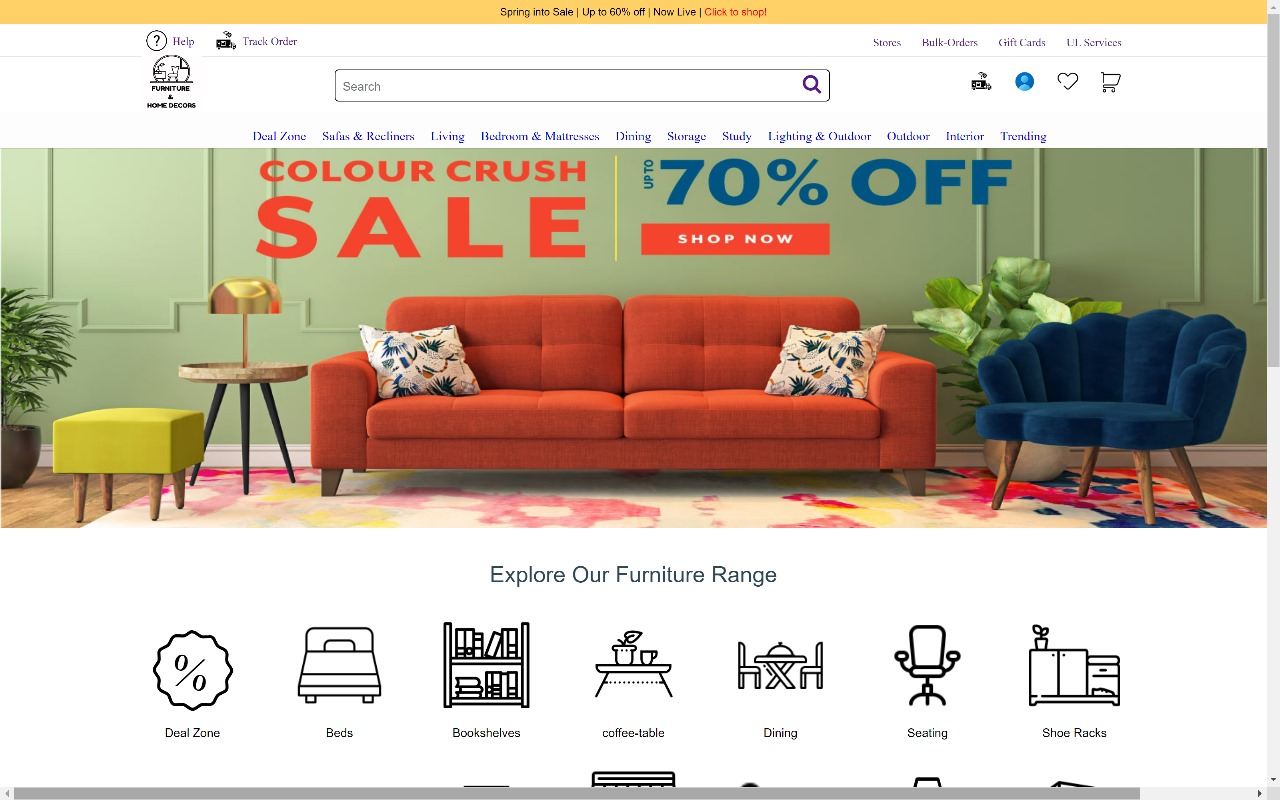 Spring into Sale | Up to 60% off | Now Live | Click to shop!
? Help Track Order Stores Bulk-Orders Gift Cards UL Services
FURNITURE
&
HOME DECORS
Search
Deal Zone Safas & Recliners Living Bedroom & Mattresses Dining Storage Study Lighting & Outdoor Outdoor Interior Trending
COLOUR CRUSH
SALE
UP TO 70% OFF
SHOP NOW
Explore Our Furniture Range
%
Deal Zone Beds Bookshelves coffee-table Dining Seating Shoe Racks